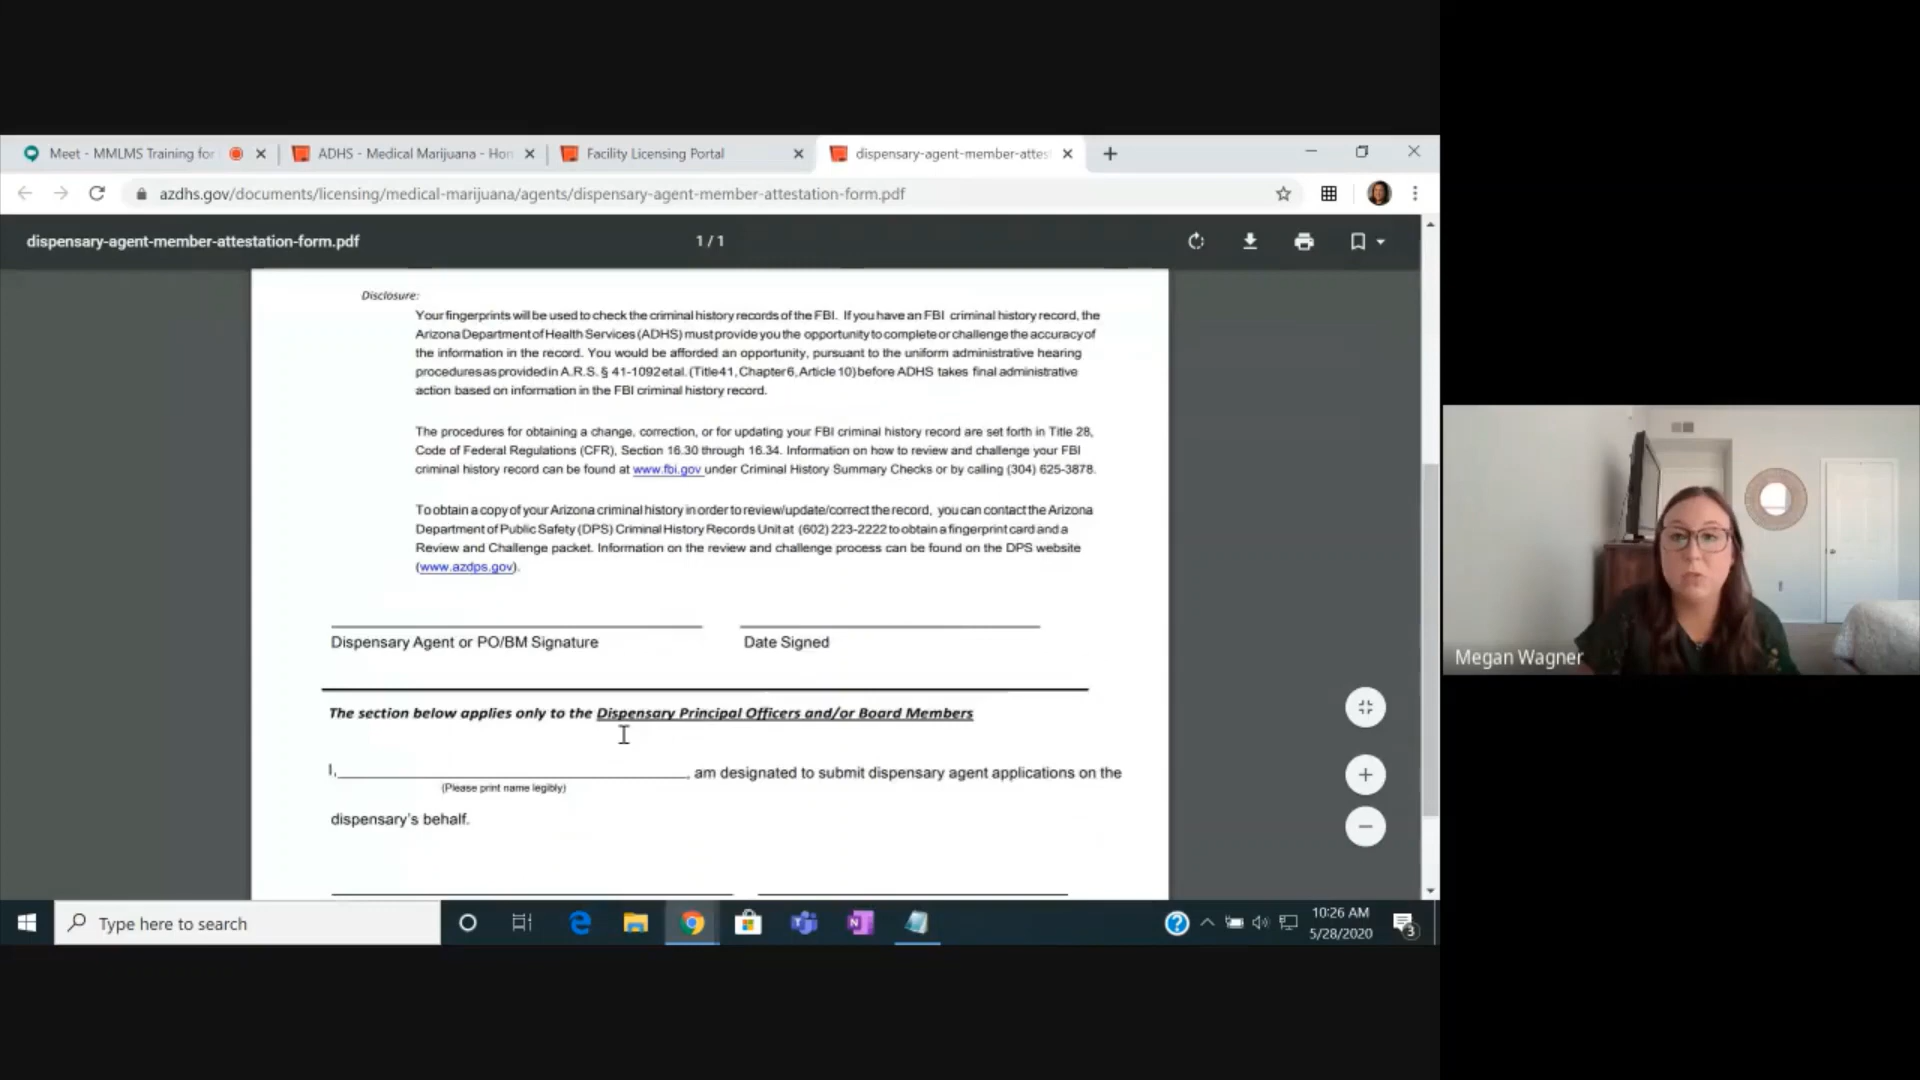 Meet - MMLMS Training for
ADHS - Medical Marijuana - Hon
Facility Licensing Portal
dispensary-agent-member-attes
azdhs.gov/documents/licensing/medical-marijuana/agents/dispensary-agent-member-attestation-form.pdf
dispensary-agent-member-attestation-form.pdf
1 / 1
Disclosure:
Your fingerprints will be used to check the criminal history records of the FBI. If you have an FBI criminal history record, the
Arizona Department of Health Services (ADHS) must provide you the opportunity to complete or challenge the accuracy of
the information in the record. You would be afforded an opportunity, pursuant to the uniform administrative hearing
procedures as provided in A.R.S. § 41-1092 et al. (Title 41, Chapter 6, Article 10) before ADHS takes final administrative
action based on information in the FBI criminal history record.
The procedures for obtaining a change, correction, or for updating your FBI criminal history record are set forth in Title 28,
Code of Federal Regulations (CFR), Section 16.30 through 16.34. Information on how to review and challenge your FBI
criminal history record can be found at www.fbi.gov under Criminal History Summary Checks or by calling (304) 625-3878.
To obtain a copy of your Arizona criminal history in order to review/update/correct the record, you can contact the Arizona
Department of Public Safety (DPS) Criminal History Records Unit at (602) 223-2222 to obtain a fingerprint card and a
Review and Challenge packet. Information on the review and challenge process can be found on the DPS website
(www.azdps.gov).
Dispensary Agent or PO/BM Signature
Date Signed
The section below applies only to the Dispensary Principal Officers and/or Board Members
I,
, am designated to submit dispensary agent applications on the
(Please print name legibly)
dispensary's behalf.
Megan Wagner
Type here to search
10:26 AM
5/28/2020
3